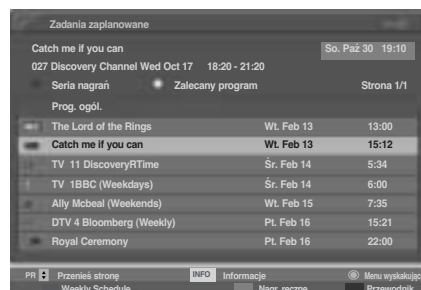 Zadania zaplanowane
Catch me if you can So. Paź 30 19:10
027 Discovery Channel Wed Oct 17 18:20 - 21:20
Seria nagrań Zalecany program Strona 1/1
Prog. ogól.
The Lord of the Rings Wt. Feb 13 13:00
Catch me if you can Wt. Feb 13 15:12
TV 11 DiscoveryRTime Śr. Feb 14 5:34
TV 1BBC (Weekdays) Śr. Feb 14 6:00
Ally Mcbeal (Weekends) Wt. Feb 15 7:35
DTV 4 Bloomberg (Weekly) Pt. Feb 16 15:21
Royal Ceremony Pt. Feb 16 22:00
PR Przenieś stronę INFO Informacje Menu wyskakując
Weekly Schedule Nagr. ręczne Przewodnik